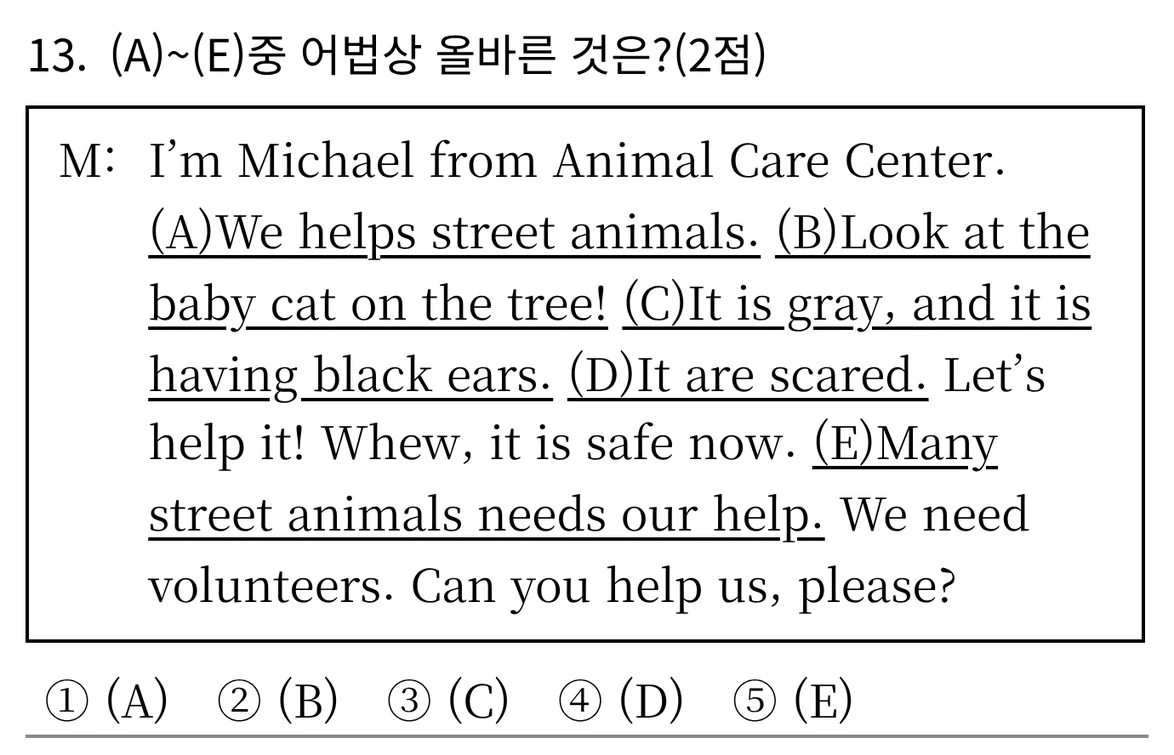 13. (A)~(E)중 어법상 올바른 것은?(2점)
M: I’m Michael from Animal Care Center.
(A)We helps street animals. (B)Look at the
baby cat on the tree! (C)It is gray, and it is
having black ears. (D)It are scared. Let’s
help it! Whew, it is safe now. (E)Many
street animals needs our help. We need
volunteers. Can you help us, please?
① (A) ② (B) ③ (C) ④ (D) ⑤ (E)